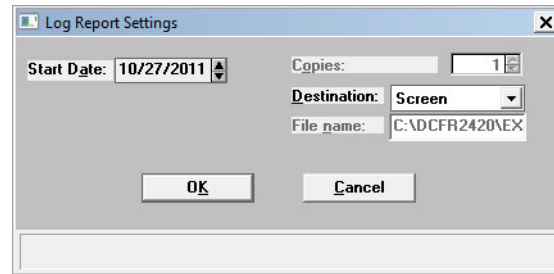 Log Report Settings
Start Date: 10/27/2011
Copies: 1
Destination: Screen
File name: C:\DCFR2420\EX
OK
Cancel